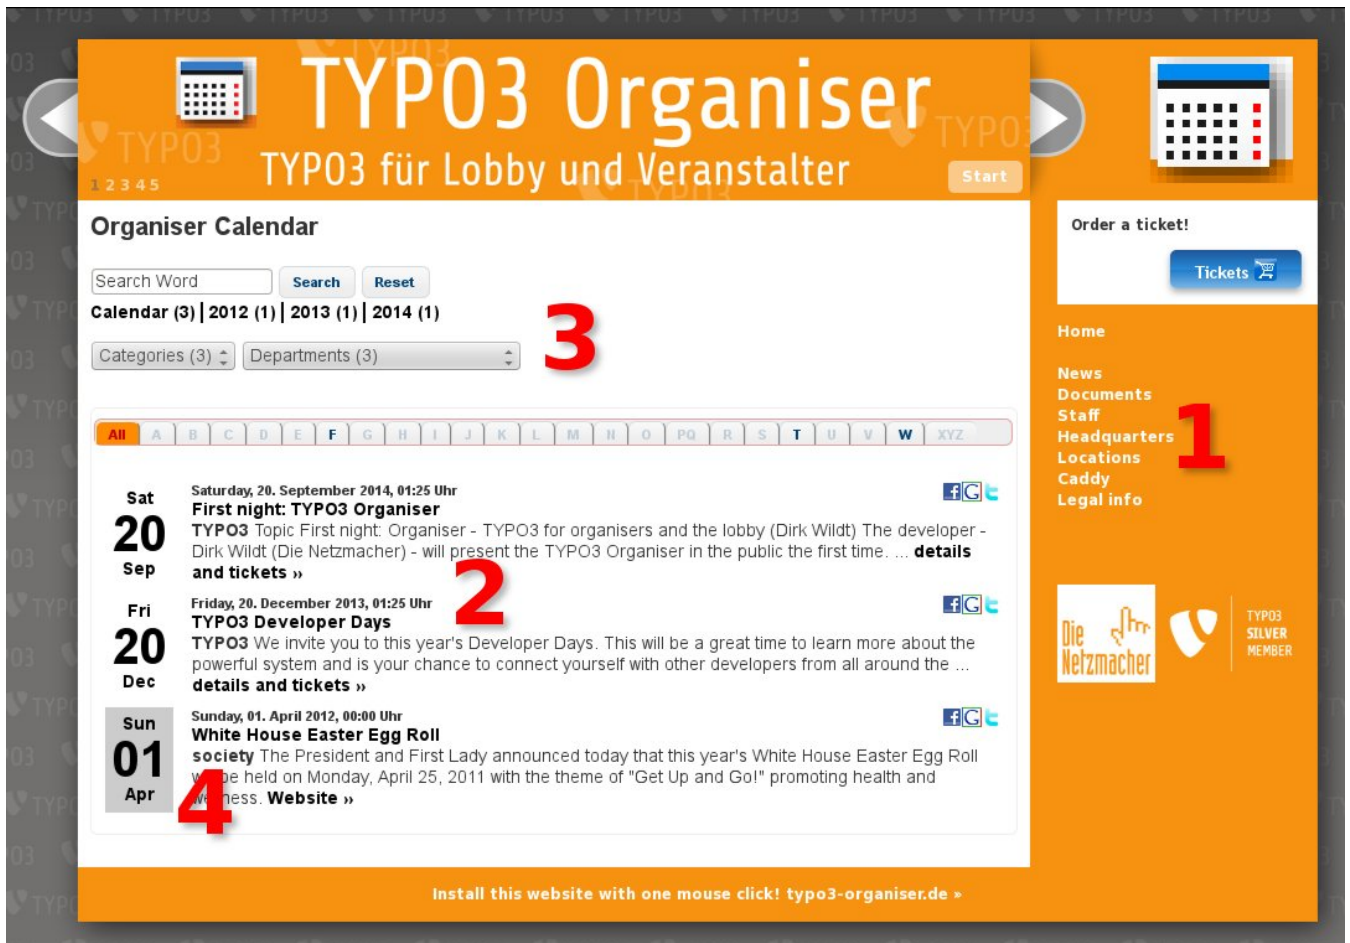 TYPO3 Organiser
TYPO3 für Lobby und Veranstalter
1 2 3 4 5
Start
Organiser Calendar
Search Word
Search
Reset
Calendar (3) | 2012 (1) | 2013 (1) | 2014 (1)
Categories (3)
Departments (3)
3
All A B C D E F G H I J K L M N O PQ R S T U V W XYZ
Sat
20
Sep
Saturday, 20. September 2014, 01:25 Uhr
First night: TYPO3 Organiser
TYPO3 Topic First night: Organiser - TYPO3 for organisers and the lobby (Dirk Wildt) The developer -
Dirk Wildt (Die Netzmacher) - will present the TYPO3 Organiser in the public the first time. ... details
and tickets »
2
Fri
20
Dec
Friday, 20. December 2013, 01:25 Uhr
TYPO3 Developer Days
TYPO3 We invite you to this year's Developer Days. This will be a great time to learn more about the
powerful system and is your chance to connect yourself with other developers from all around the ...
details and tickets »
Sun
01
Apr
4
Sunday, 01. April 2012, 00:00 Uhr
White House Easter Egg Roll
society The President and First Lady announced today that this year's White House Easter Egg Roll
be held on Monday, April 25, 2011 with the theme of "Get Up and Go!" promoting health and
Website »
Order a ticket!
Tickets
Home
News
Documents
Staff
Headquarters
Locations
Caddy
Legal info
1
Die
Netzmacher
TYPO3
SILVER
MEMBER
Install this website with one mouse click! typo3-organiser.de »